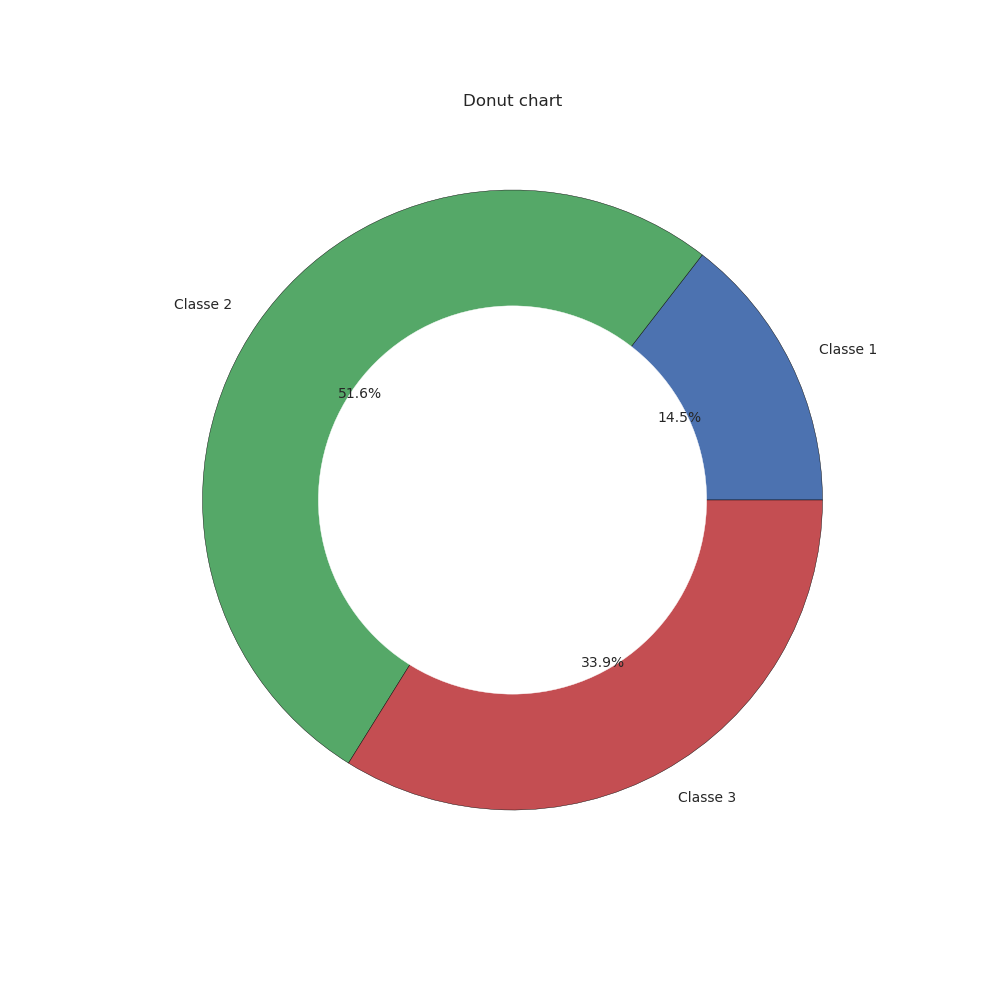 Donut chart
Classe 2
Classe 1
51.6%
14.5%
33.9%
Classe 3